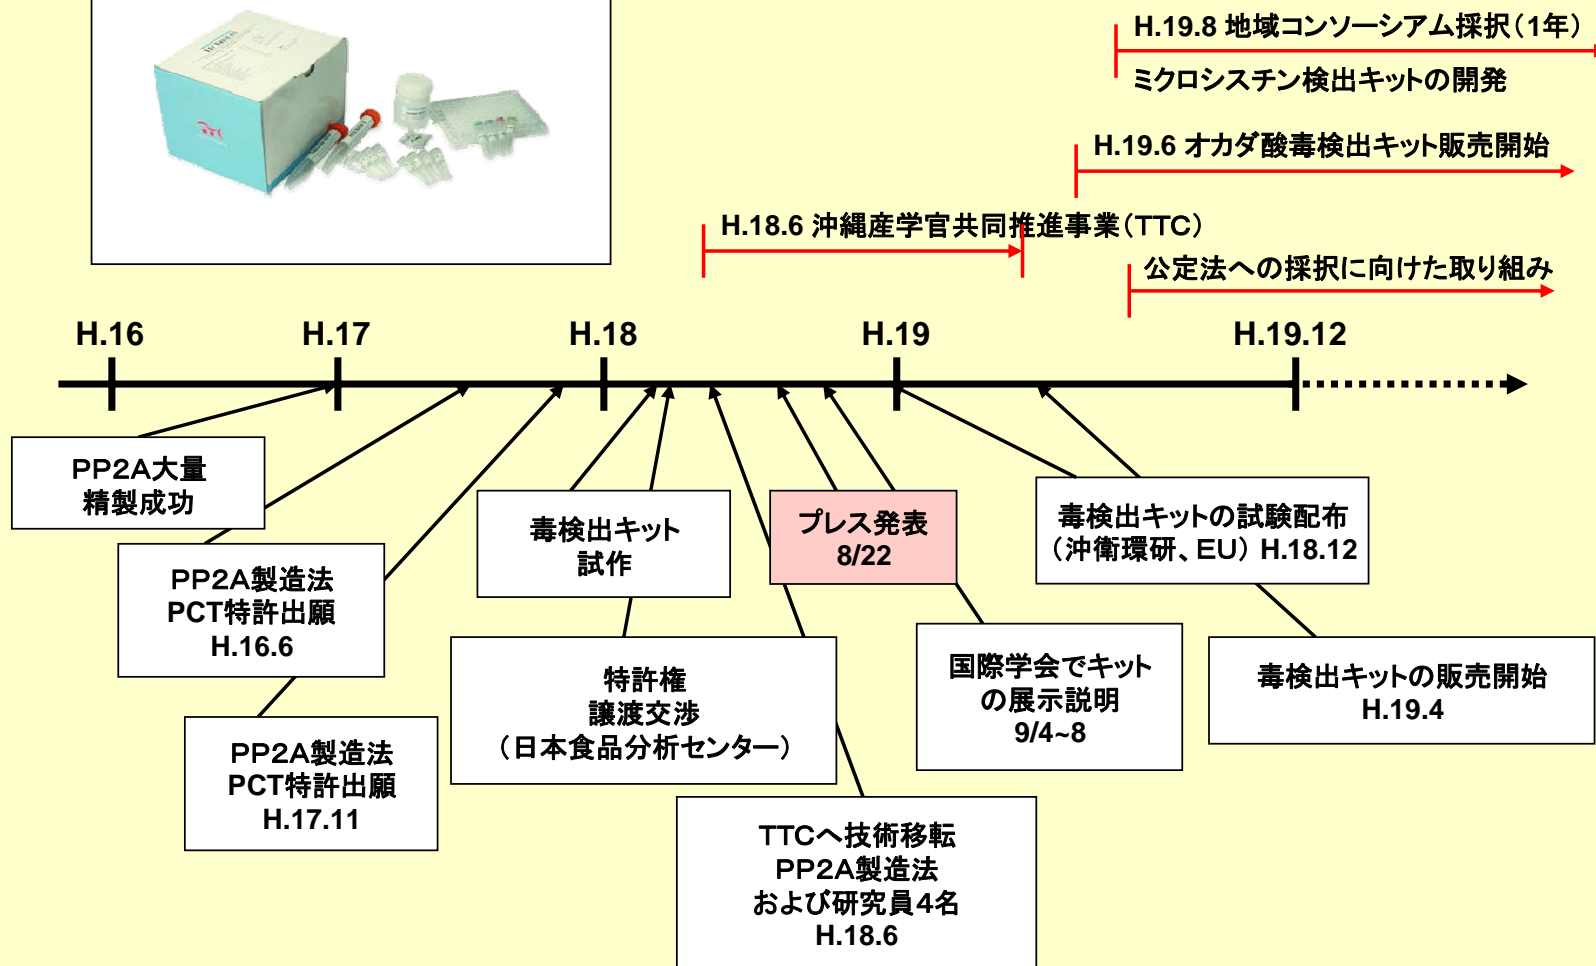 H.19.8 地域コンソーシアム採択(1年)
ミクロシスチン検出キットの開発
H.19.6 オカダ酸毒検出キット販売開始
H.18.6 沖縄産学官共同推進事業(TTC)
公定法への採択に向けた取り組み
H.16
H.17
H.18
H.19
H.19.12
PP2A大量
精製成功
PP2A製造法
PCT特許出願
H.16.6
PP2A製造法
PCT特許出願
H.17.11
毒検出キット
試作
特許権
譲渡交渉
(日本食品分析センター)
TTCへ技術移転
PP2A製造法
および研究員4名
H.18.6
プレス発表
8/22
国際学会でキット
の展示説明
9/4~8
毒検出キットの試験配布
(沖衛環研、EU) H.18.12
毒検出キットの販売開始
H.19.4